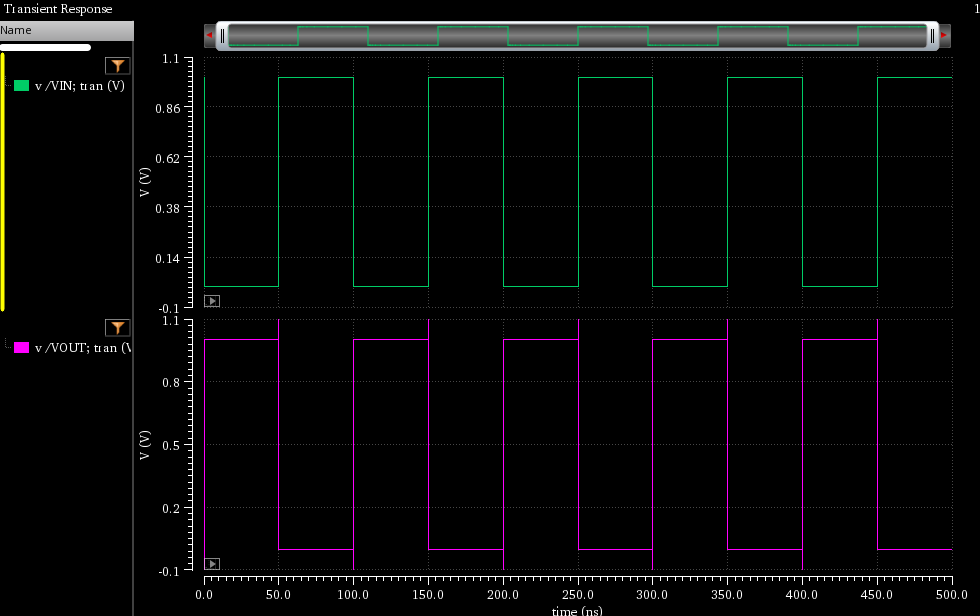 Transient Response
1
Name
v /VIN; tran (V)
v /VOUT; tran (V
1.1
0.86
0.62
0.38
0.14
-0.1
V (V)
1.1
0.8
0.5
0.2
-0.1
V (V)
0.0 50.0 100.0 150.0 200.0 250.0 300.0 350.0 400.0 450.0 500.0
time (ns)